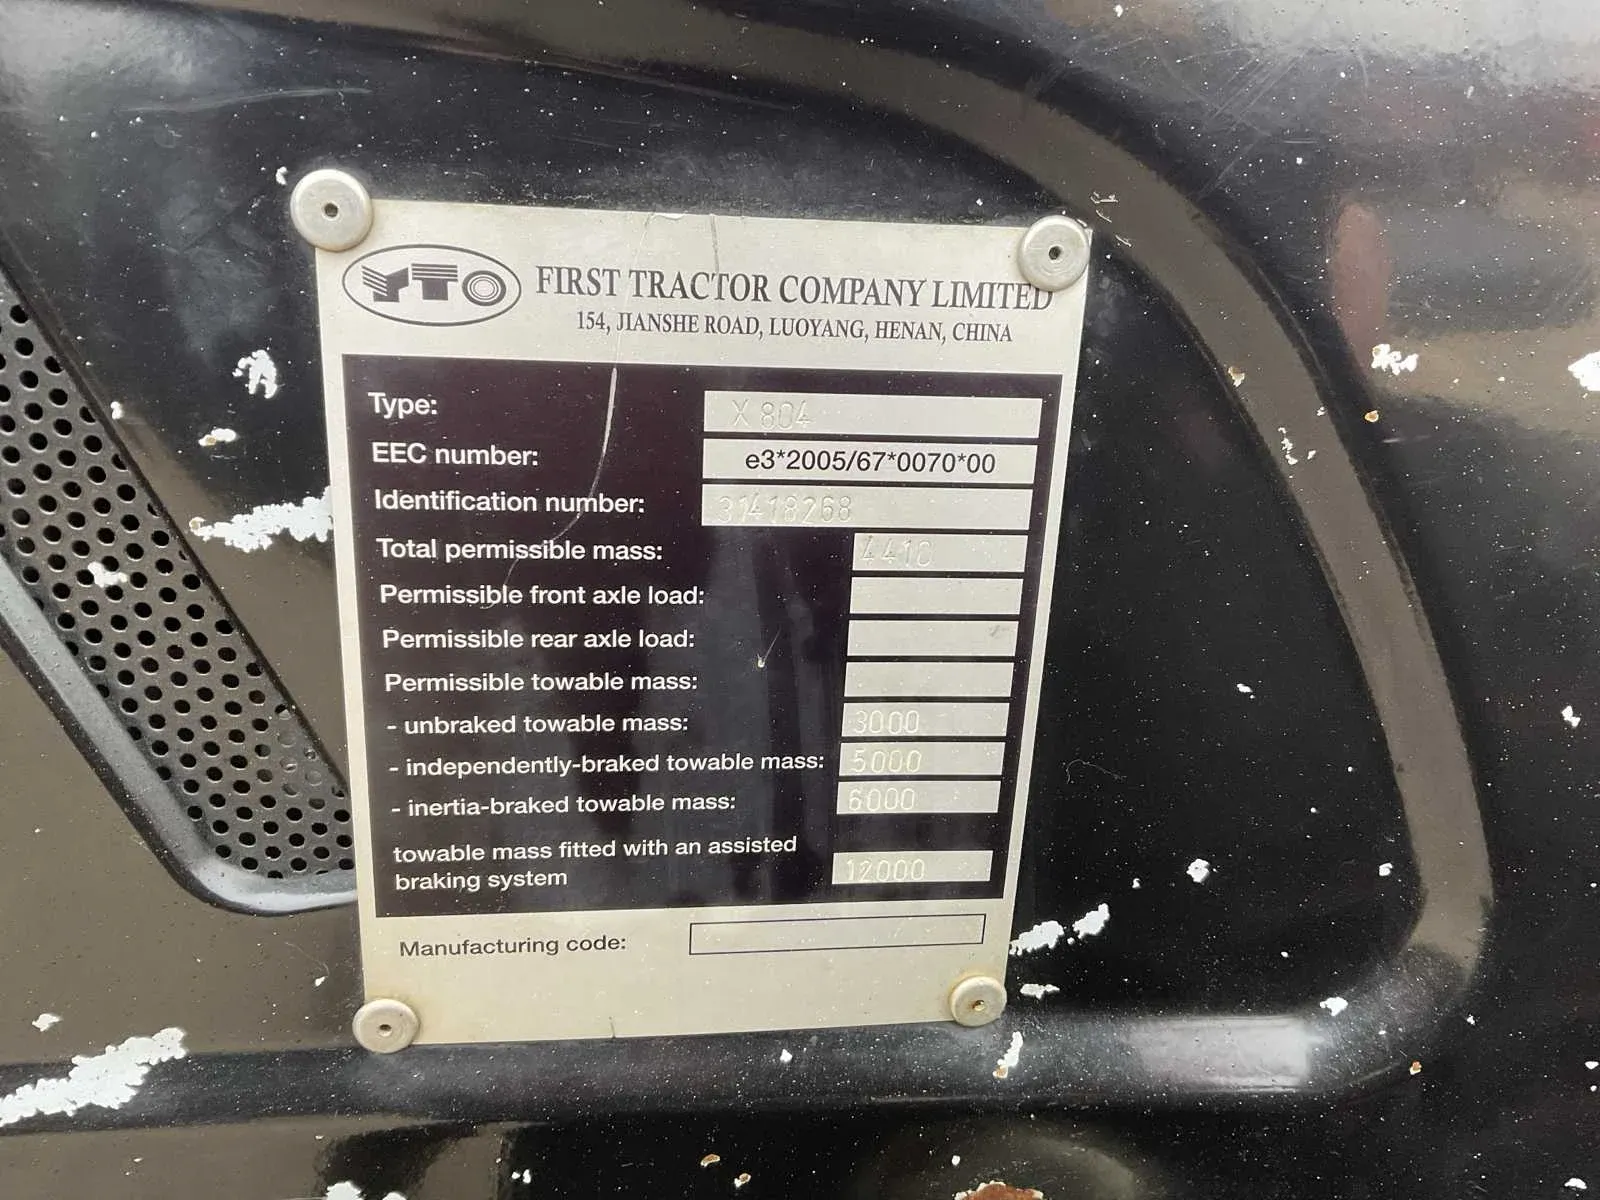 YTO FIRST TRACTOR COMPANY LIMITED
154, JIANSHE ROAD, LUOYANG, HENAN, CHINA
Type: X 804
EEC number: e3*2005/67*0070*00
Identification number: 31418268
Total permissible mass: 4410
Permissible front axle load:
Permissible rear axle load:
Permissible towable mass:
- unbraked towable mass: 3000
- independently-braked towable mass: 5000
- inertia-braked towable mass: 6000
towable mass fitted with an assisted
braking system 12000
Manufacturing code: